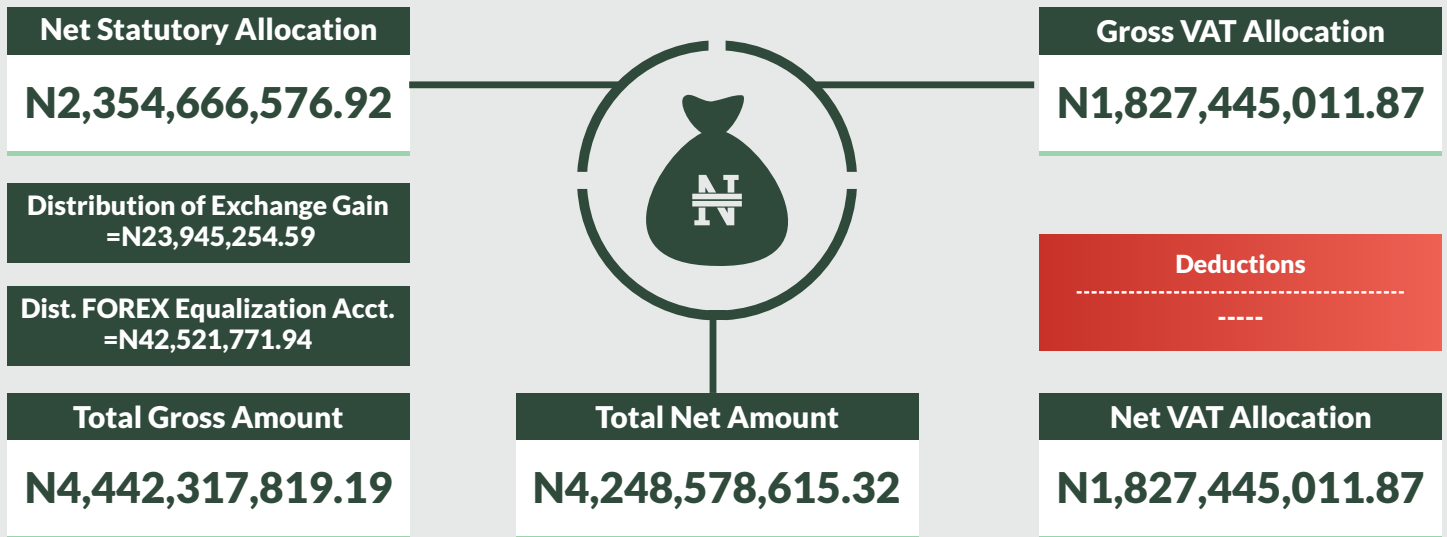 Net Statutory Allocation
N2,354,666,576.92
Distribution of Exchange Gain
=N23,945,254.59
Dist. FOREX Equalization Acct.
=N42,521,771.94
Total Gross Amount
N4,442,317,819.19
₦
Total Net Amount
N4,248,578,615.32
Gross VAT Allocation
N1,827,445,011.87
Deductions
--------------------------------------------
-----
Net VAT Allocation
N1,827,445,011.87